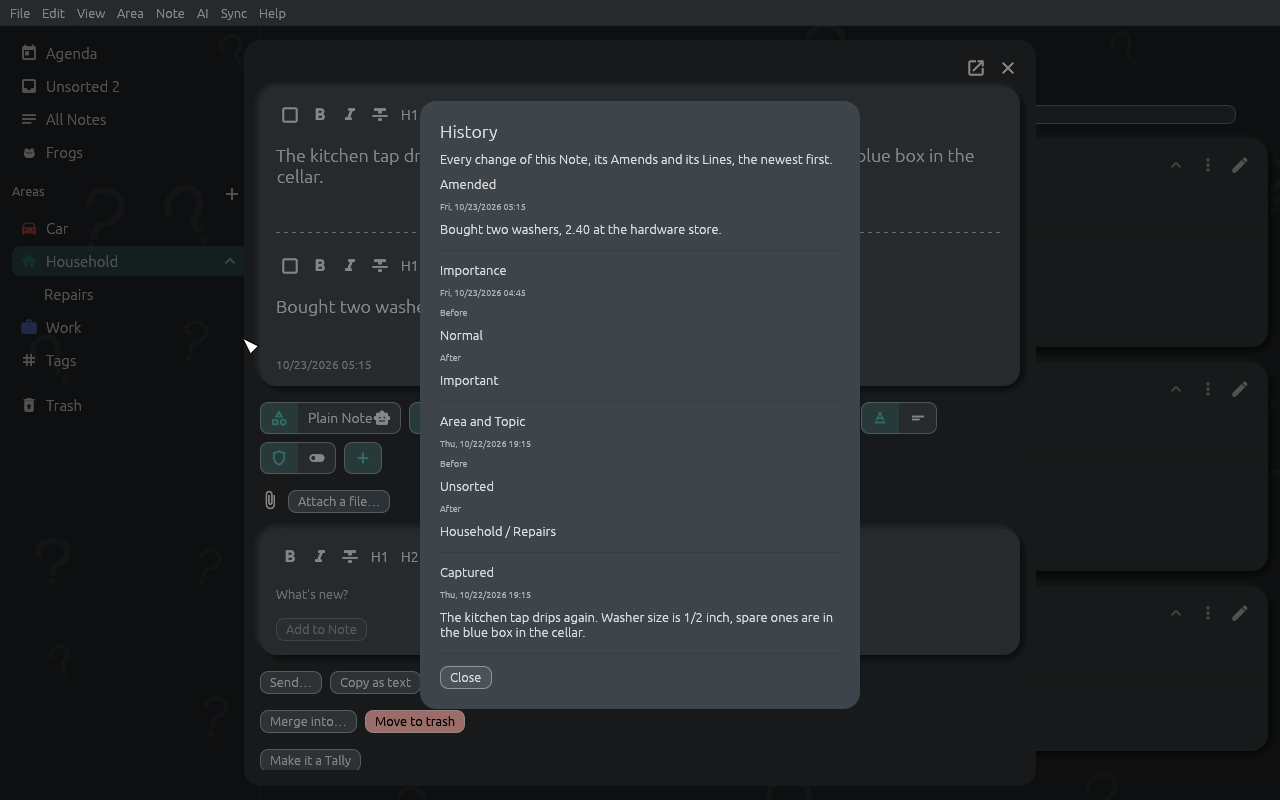 File Edit View Area Note AI Sync Help
Agenda
Unsorted 2
All Notes
Frogs
Areas
Car
Household
Repairs
Work
Tags
Trash
B I H1
The kitchen tap dr
blue box in the
cellar.
B I H1
Bought two washe
10/23/2026 05:15
Plain Note
Attach a file…
B I H1 H2
What's new?
Add to Note
Send…
Copy as text
Merge into…
Move to trash
Make it a Tally
History
Every change of this Note, its Amends and its Lines, the newest first.
Amended
Fri, 10/23/2026 05:15
Bought two washers, 2.40 at the hardware store.
Importance
Fri, 10/23/2026 04:45
Before
Normal
After
Important
Area and Topic
Thu, 10/22/2026 19:15
Before
Unsorted
After
Household / Repairs
Captured
Thu, 10/22/2026 19:15
The kitchen tap drips again. Washer size is 1/2 inch, spare ones are in
the blue box in the cellar.
Close